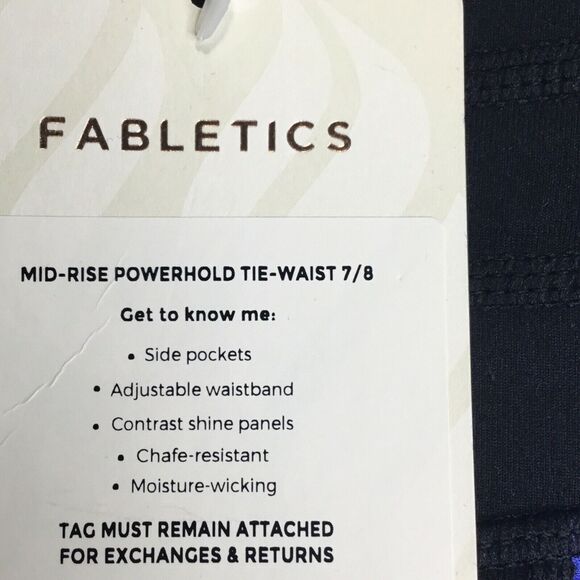 FABLETICS
MID-RISE POWERHOLD TIE-WAIST 7/8
Get to know me:
• Side pockets
• Adjustable waistband
• Contrast shine panels
• Chafe-resistant
• Moisture-wicking
TAG MUST REMAIN ATTACHED
FOR EXCHANGES & RETURNS